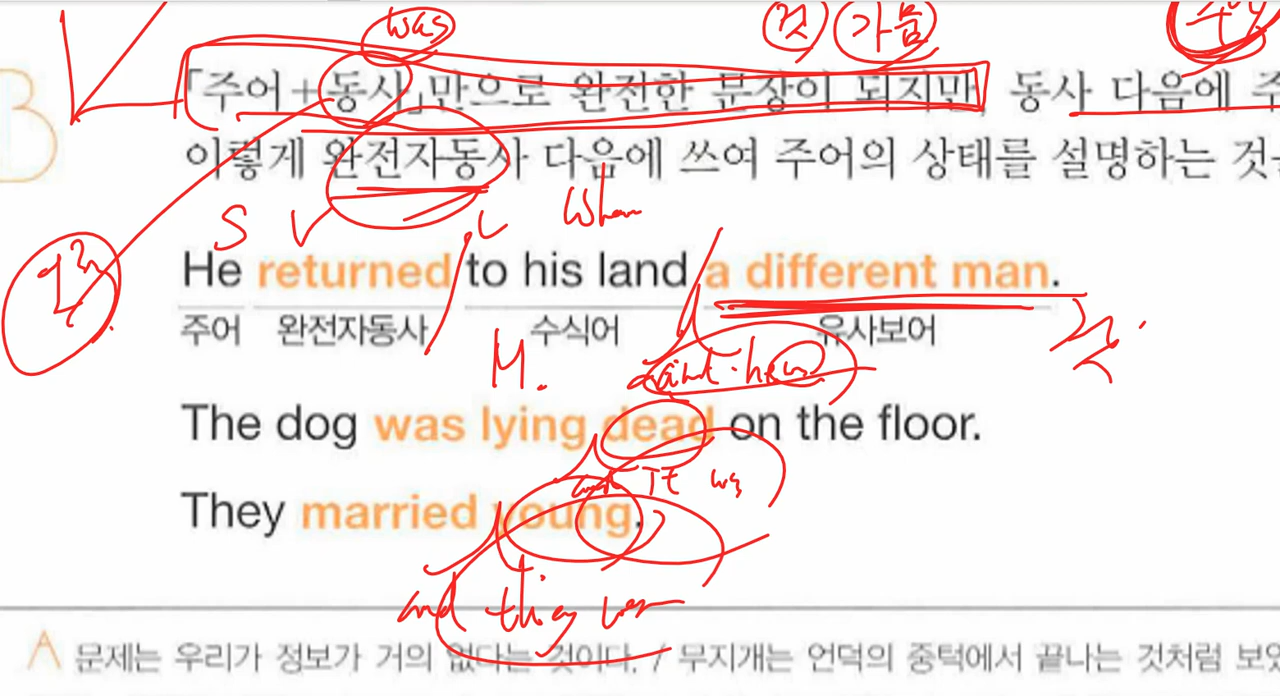 was 것 가음
「주어+동사」만으로 완전한 문장이 되지만, 동사 다음에 주
이렇게 완전자동사 다음에 쓰여 주어의 상태를 설명하는 것을
S V When
He returned to his land a different man.
주어 완전자동사 수식어 유사보어
M.
The dog was lying dead on the floor.
and It was
They married young.
and they
A 문제는 우리가 정보가 거의 없다는 것이다. / 무지개는 언덕의 중턱에서 끝나는 것처럼 보였